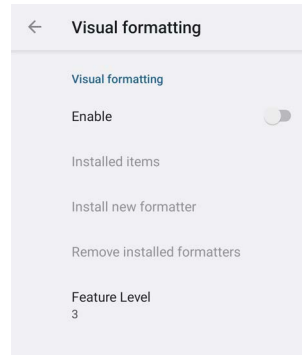 Visual formatting
Visual formatting
Enable
Installed items
Install new formatter
Remove installed formatters
Feature Level
3